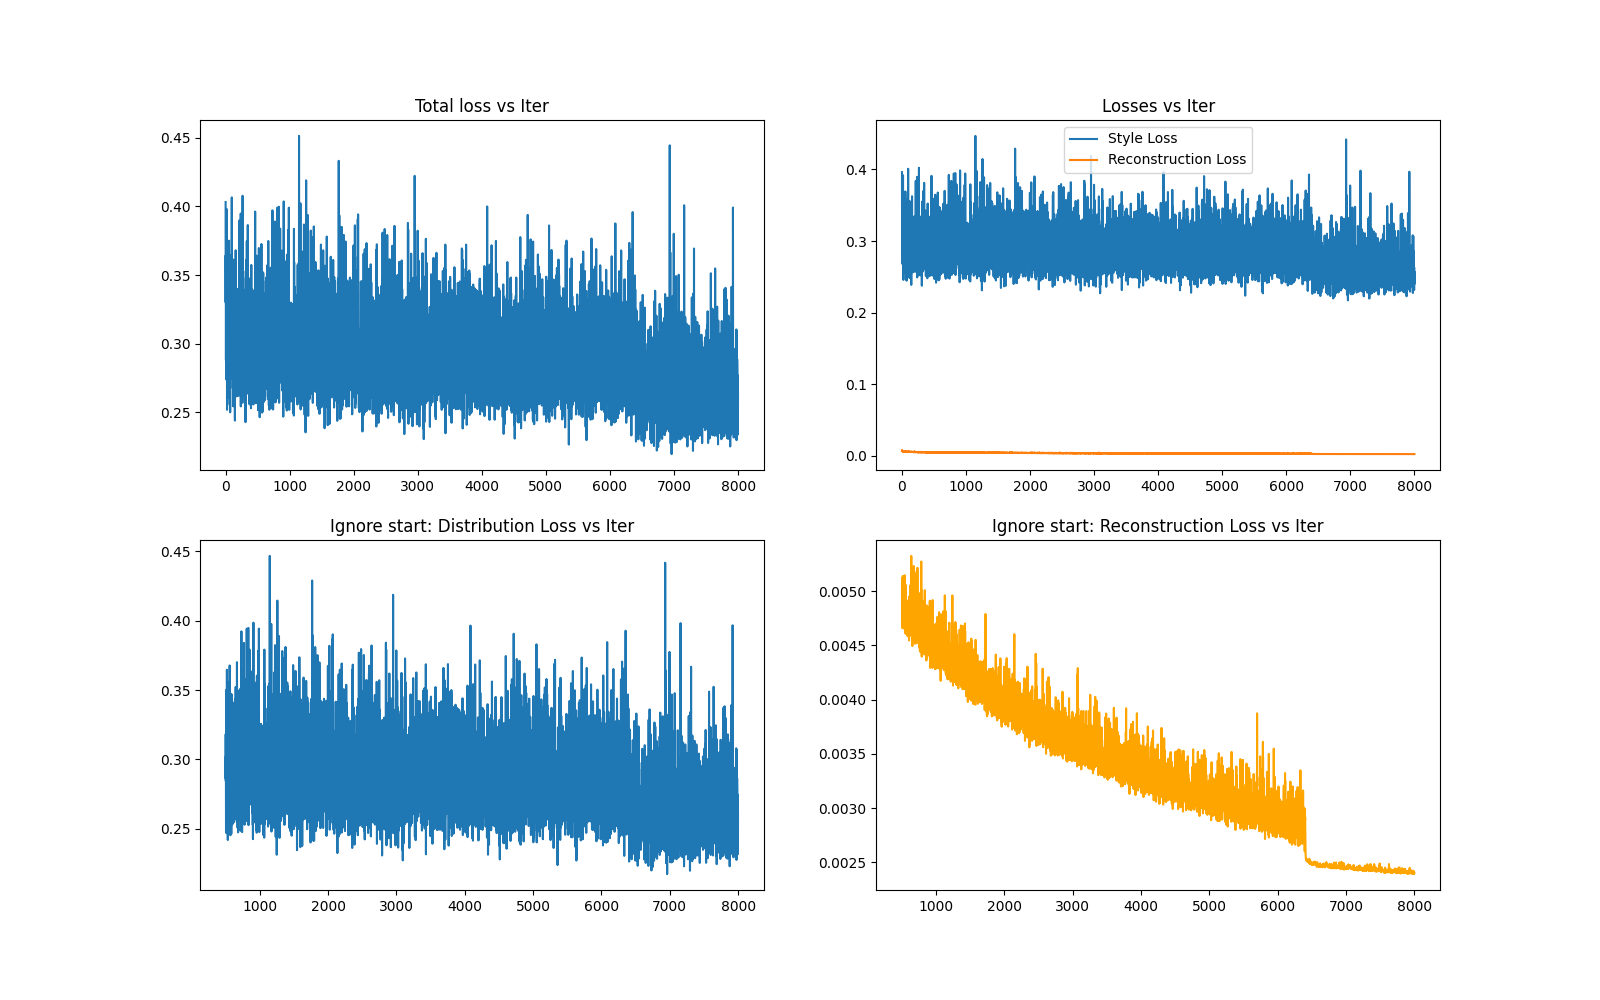 Total loss vs Iter
0.45
0.40
0.35
0.30
0.25
0 1000 2000 3000 4000 5000 6000 7000 8000
Losses vs Iter
Style Loss
Reconstruction Loss
0.4
0.3
0.2
0.1
0.0
0 1000 2000 3000 4000 5000 6000 7000 8000
Ignore start: Distribution Loss vs Iter
0.45
0.40
0.35
0.30
0.25
1000 2000 3000 4000 5000 6000 7000 8000
Ignore start: Reconstruction Loss vs Iter
0.0050
0.0045
0.0040
0.0035
0.0030
0.0025
1000 2000 3000 4000 5000 6000 7000 8000